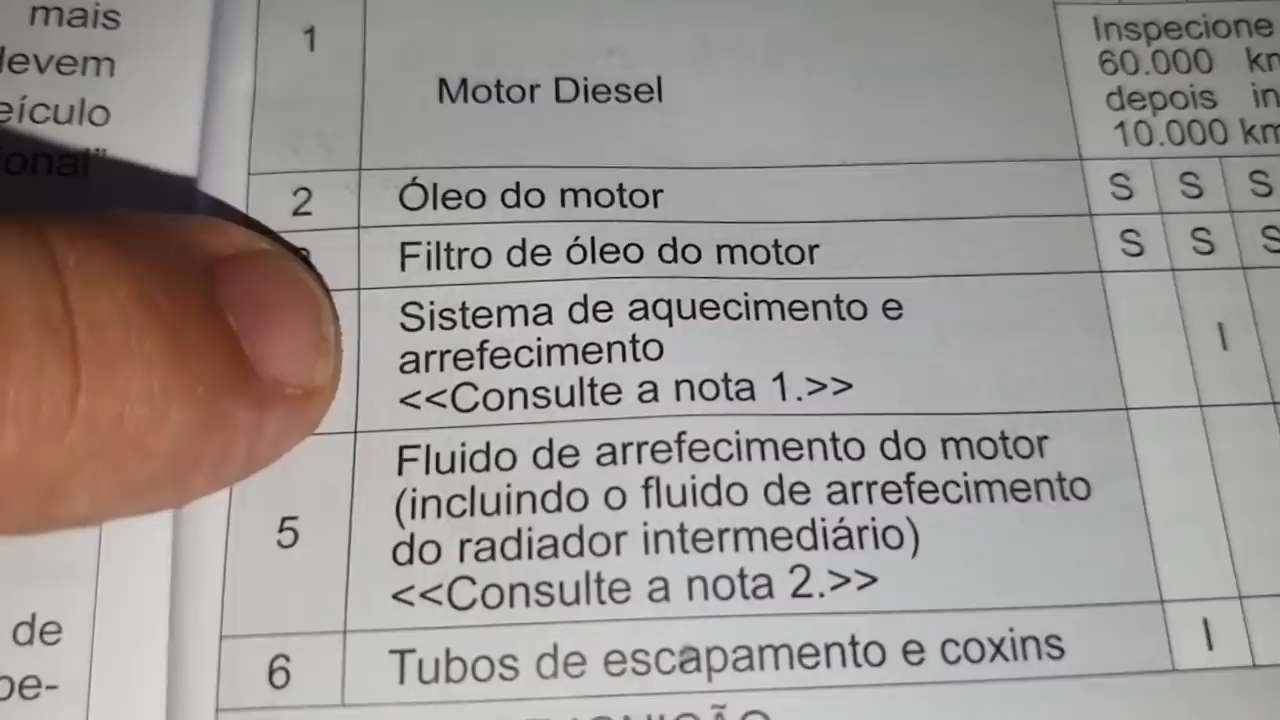 mais
eículo
de
1
Motor Diesel
Inspecione
60.000
depois
10.000
2 Óleo do motor S S S
Filtro de óleo do motor S S S
Sistema de aquecimento e
arrefecimento
<<Consulte a nota 1.>>
I
5
Fluido de arrefecimento do motor
(incluindo o fluido de arrefecimento
do radiador intermediário)
<<Consulte a nota 2.>>
6 Tubos de escapamento e coxins I